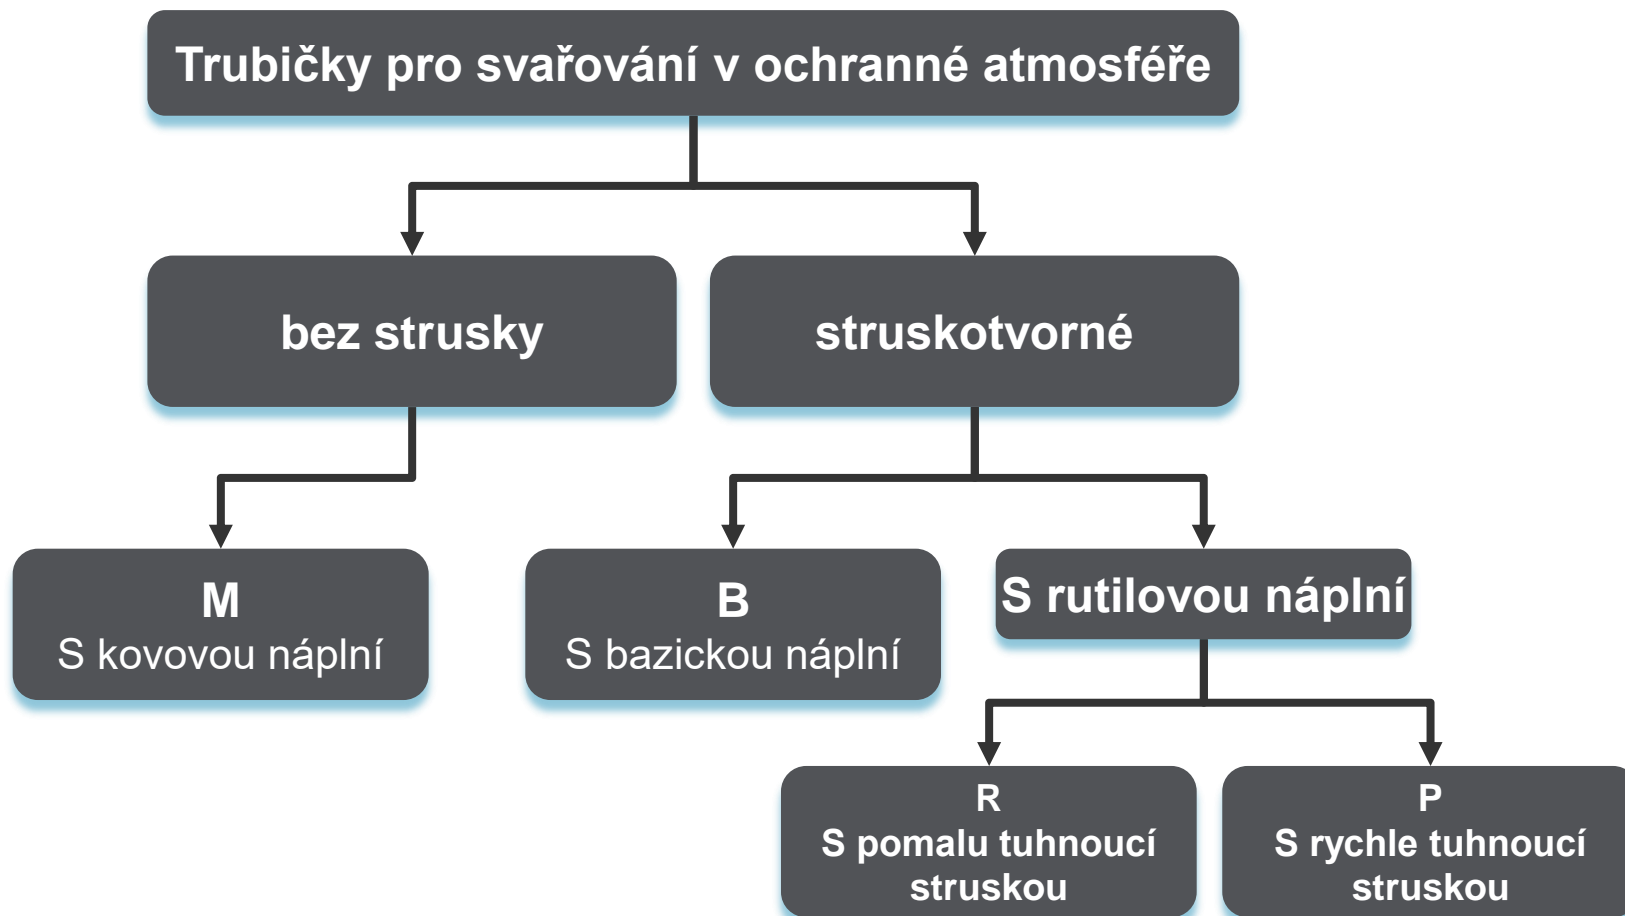 Trubičky pro svařování v ochranné atmosféře
bez strusky
struskotvorné
M
S kovovou náplní
B
S bazickou náplní
S rutilovou náplní
R
S pomalu tuhnoucí
struskou
P
S rychle tuhnoucí
struskou